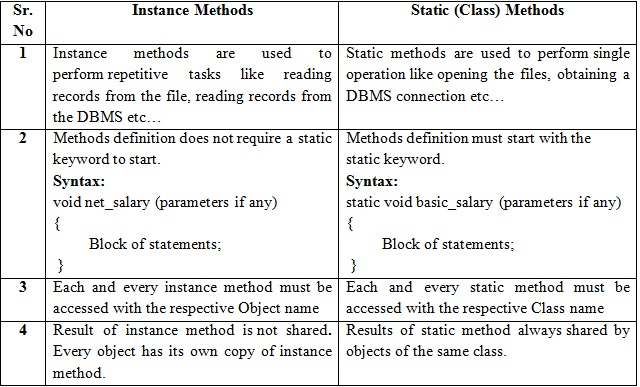 Sr. No
Instance Methods
Static (Class) Methods
1
Instance methods are used to
perform repetitive tasks like reading
records from the file, reading records from
the DBMS etc…
Static methods are used to perform single
operation like opening the files, obtaining a
DBMS connection etc…
2
Methods definition does not require a static
keyword to start.
Syntax:
void net_salary (parameters if any)
{
Block of statements;
}
Methods definition must start with the
static keyword.
Syntax:
static void basic_salary (parameters if any)
{
Block of statements;
}
3
Each and every instance method must be
accessed with the respective Object name
Each and every static method must be
accessed with the respective Class name
4
Result of instance method is not shared.
Every object has its own copy of instance
method.
Results of static method always shared by
objects of the same class.